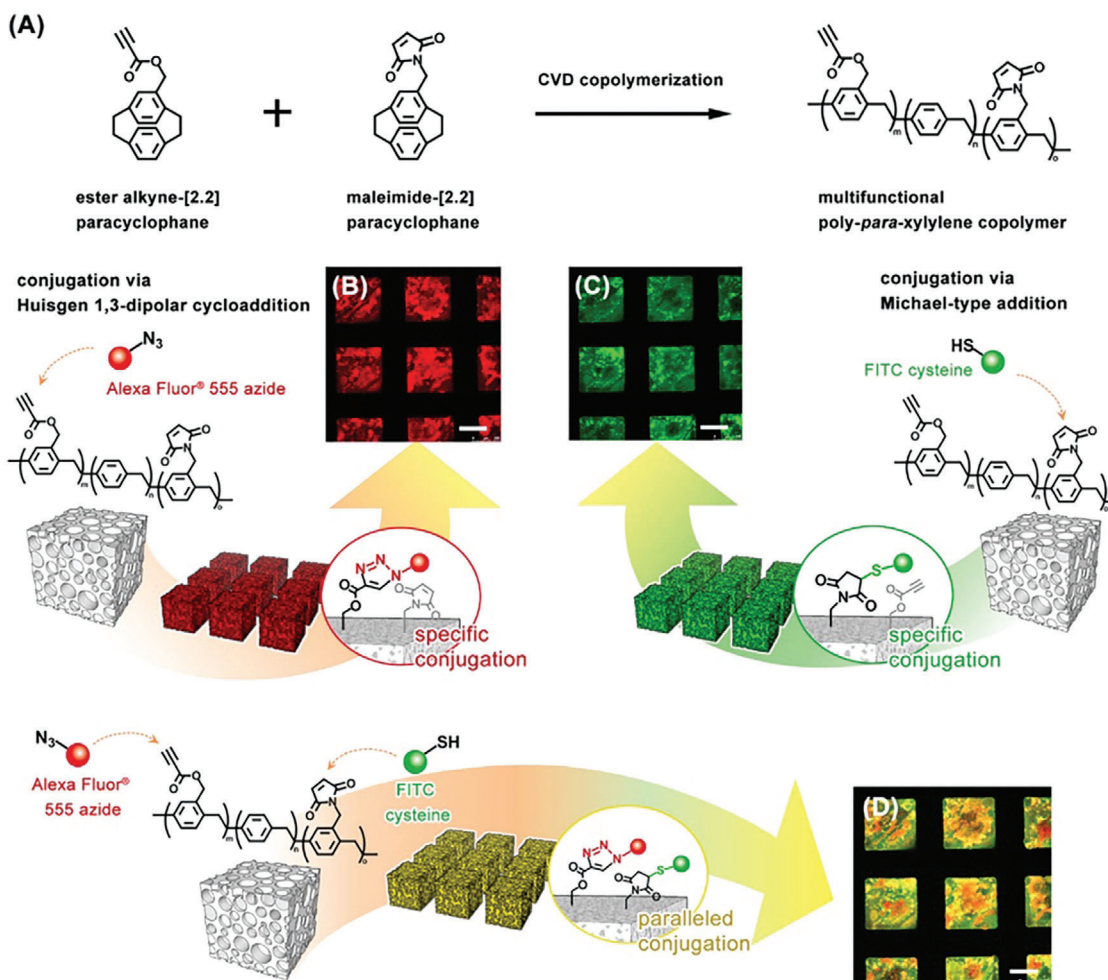 (A)
CVD copolymerization
ester alkyne-[2.2]
paracyclophane
maleimide-[2.2]
paracyclophane
multifunctional
poly-para-xylylene copolymer
O
O
O
N
O
+
O
O
O
N
O
m
n
o
conjugation via
Huisgen 1,3-dipolar cycloaddition
(B)
(C)
conjugation via
Michael-type addition
N3
Alexa Fluor® 555 azide
HS
FITC cysteine
O
O
O
N
O
m
n
o
O
O
O
N
O
m
n
o
N
N
N
O
O
O
N
O
specific
conjugation
O
N
O
S
O
O
specific
conjugation
N3
Alexa Fluor®
555 azide
SH
FITC
cysteine
O
O
O
N
O
m
n
o
N
N
N
O
O
O
N
O
S
paralleled
conjugation
(D)